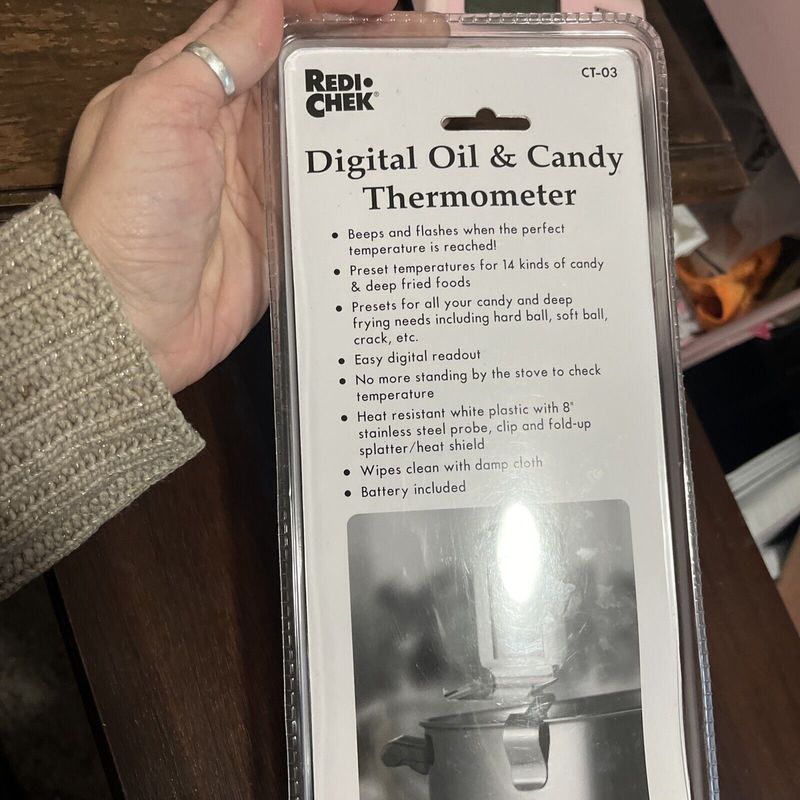 REDI•
CHEK®
CT-03
Digital Oil & Candy
Thermometer
• Beeps and flashes when the perfect
temperature is reached!
• Preset temperatures for 14 kinds of candy
& deep fried foods
• Presets for all your candy and deep
frying needs including hard ball, soft ball,
crack, etc.
• Easy digital readout
• No more standing by the stove to check
temperature
• Heat resistant white plastic with 8"
stainless steel probe, clip and fold-up
splatter/heat shield
• Wipes clean with damp cloth
• Battery included